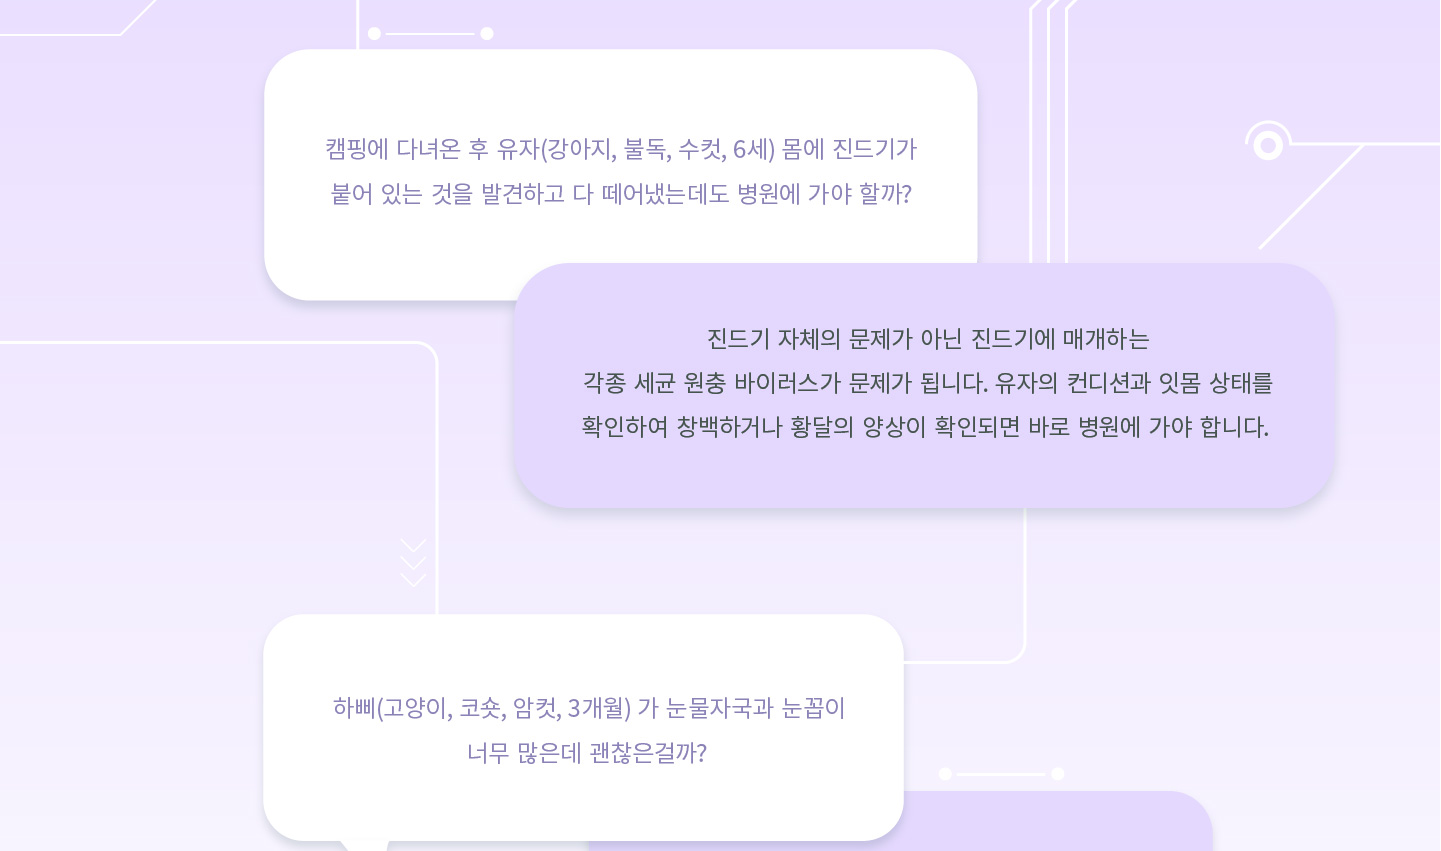 캠핑에 다녀온 후 유자(강아지, 불독, 수컷, 6세) 몸에 진드기가
붙어 있는 것을 발견하고 다 떼어냈는데도 병원에 가야 할까?
진드기 자체의 문제가 아닌 진드기에 매개하는
각종 세균 원충 바이러스가 문제가 됩니다. 유자의 컨디션과 잇몸 상태를
확인하여 창백하거나 황달의 양상이 확인되면 바로 병원에 가야 합니다.
하삐(고양이, 코숏, 암컷, 3개월) 가 눈물자국과 눈꼽이
너무 많은데 괜찮은걸까?